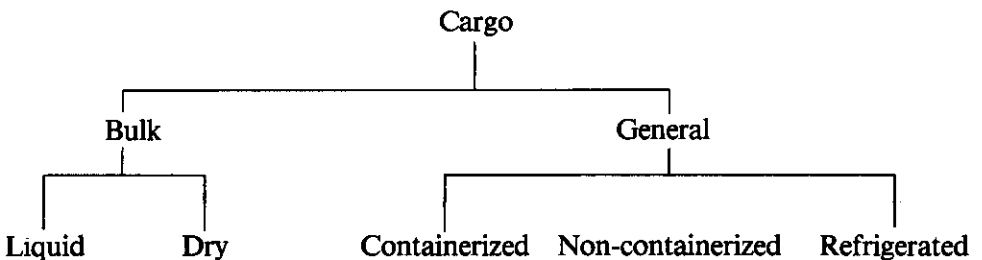 Cargo
Bulk General
Liquid Dry Containerized Non-containerized Refrigerated